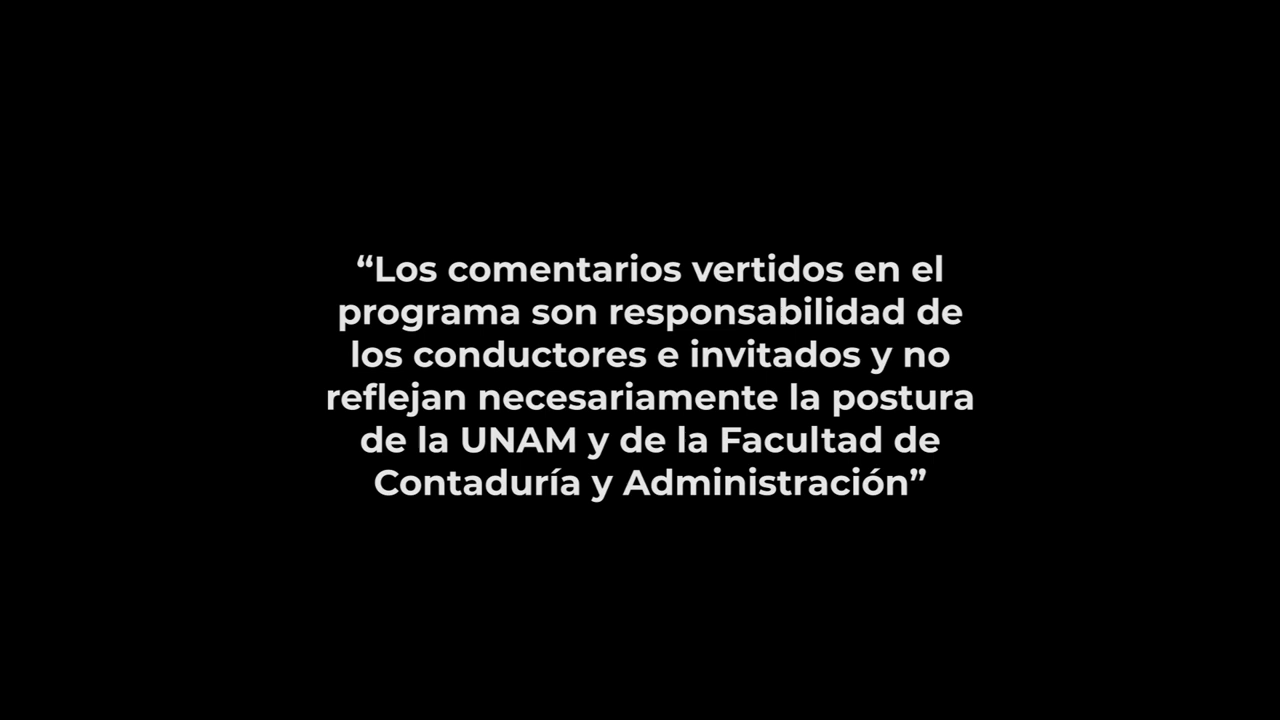 “Los comentarios vertidos en el
programa son responsabilidad de
los conductores e invitados y no
reflejan necesariamente la postura
de la UNAM y de la Facultad de
Contaduría y Administración”